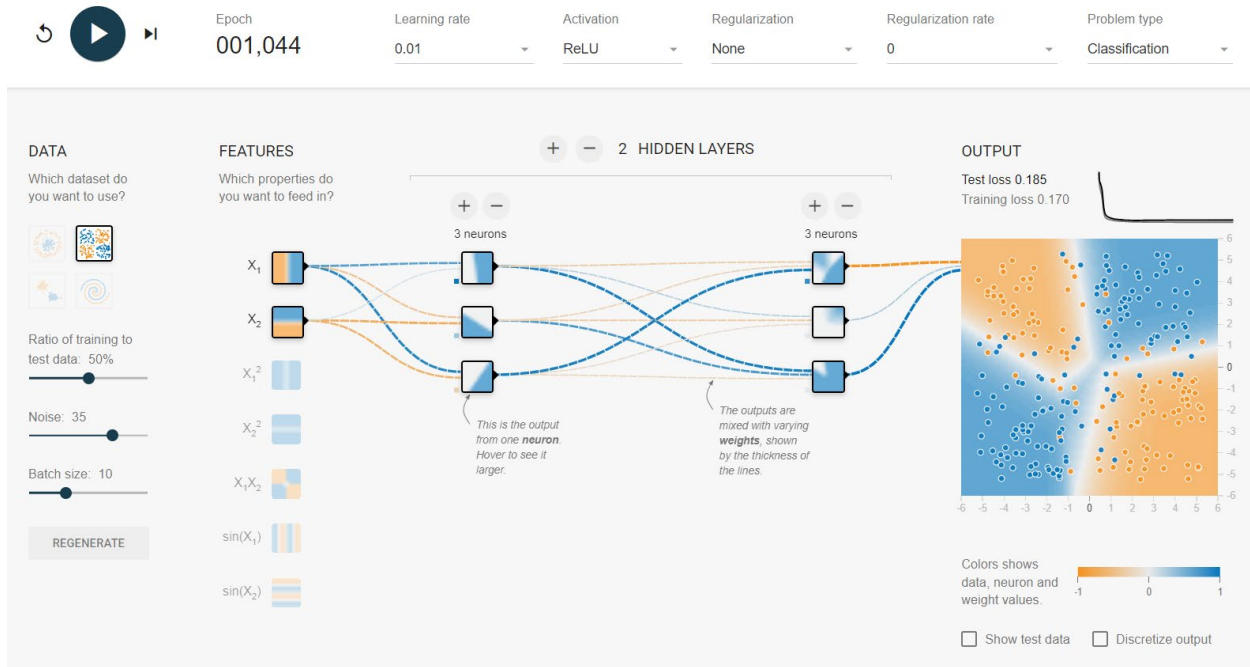 Epoch
001,044
Learning rate
0.01
Activation
ReLU
Regularization
None
Regularization rate
0
Problem type
Classification
DATA
Which dataset do
you want to use?
Ratio of training to
test data: 50%
Noise: 35
Batch size: 10
REGENERATE
FEATURES
Which properties do
you want to feed in?
X1
X2
X1²
X2²
X1X2
sin(X1)
sin(X2)
+ − 2 HIDDEN LAYERS
+ −
3 neurons
This is the output
from one neuron.
Hover to see it
larger.
+ −
3 neurons
The outputs are
mixed with varying
weights, shown
by the thickness of
the lines.
OUTPUT
Test loss 0.185
Training loss 0.170
6
5
4
3
2
1
0
-1
-2
-3
-4
-5
-6
-6 -5 -4 -3 -2 -1 0 1 2 3 4 5 6
Colors shows
data, neuron and
weight values.
-1 0 1
Show test data
Discretize output